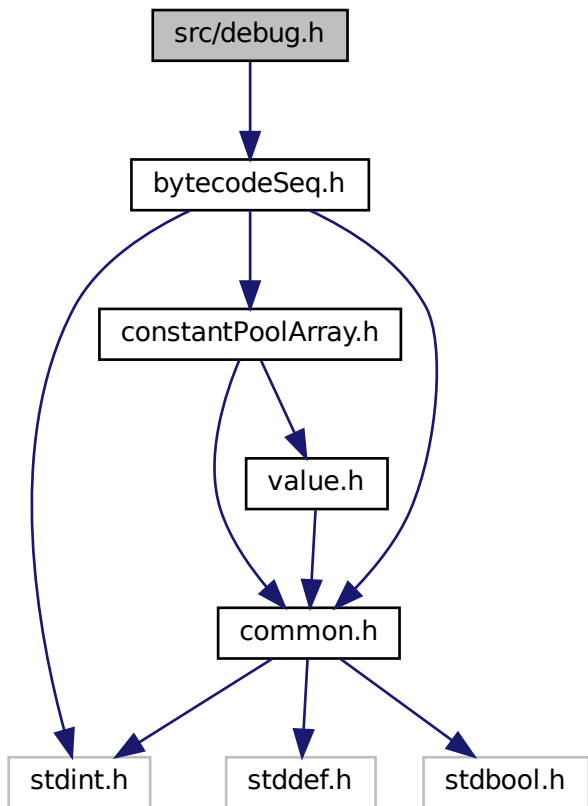 src/debug.h
bytecodeSeq.h
constantPoolArray.h
value.h
common.h
stdint.h
stddef.h
stdbool.h